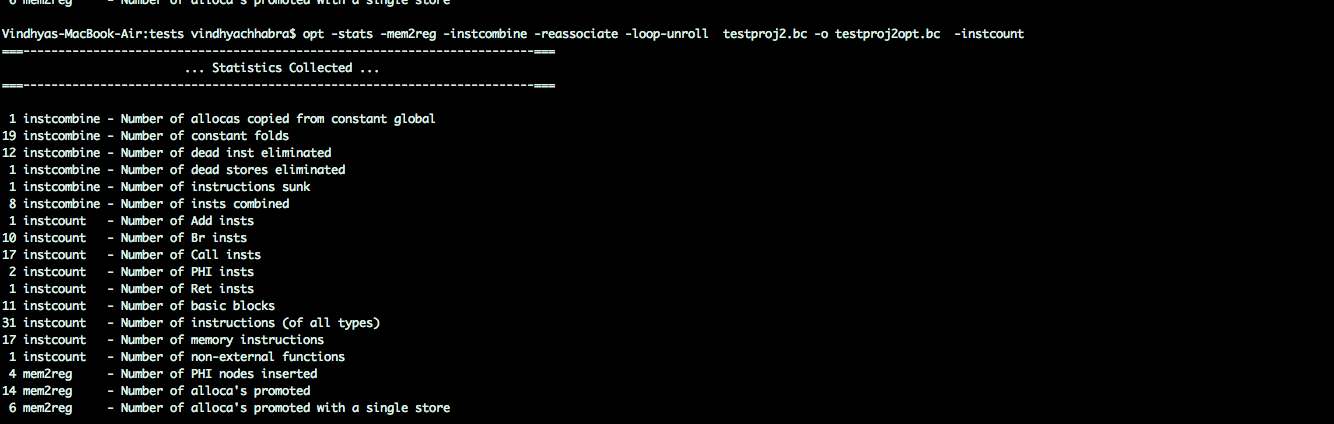 6 mem2reg - Number of alloca's promoted with a single store
Vindhyas-MacBook-Air:tests vindhyachhabra$ opt -stats -mem2reg -instcombine -reassociate -loop-unroll testproj2.bc -o testproj2opt.bc -instcount
===-------------------------------------------------------------------------===
... Statistics Collected ...
===-------------------------------------------------------------------------===
1 instcombine - Number of allocas copied from constant global
19 instcombine - Number of constant folds
12 instcombine - Number of dead inst eliminated
1 instcombine - Number of dead stores eliminated
1 instcombine - Number of instructions sunk
8 instcombine - Number of insts combined
1 instcount - Number of Add insts
10 instcount - Number of Br insts
17 instcount - Number of Call insts
2 instcount - Number of PHI insts
1 instcount - Number of Ret insts
11 instcount - Number of basic blocks
31 instcount - Number of instructions (of all types)
17 instcount - Number of memory instructions
1 instcount - Number of non-external functions
4 mem2reg - Number of PHI nodes inserted
14 mem2reg - Number of alloca's promoted
6 mem2reg - Number of alloca's promoted with a single store